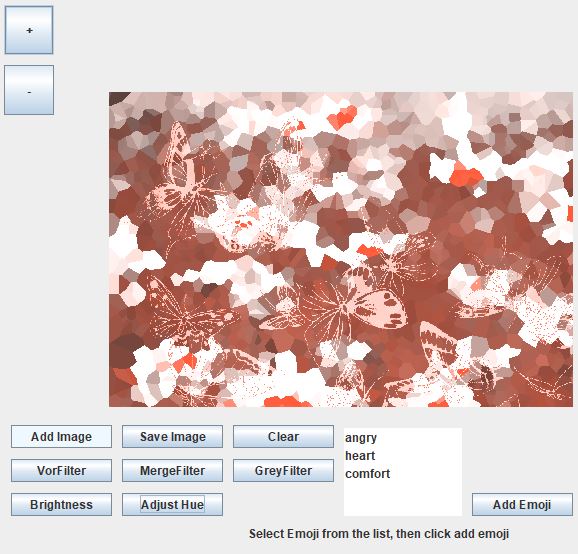 +
-
Add Image
Save Image
Clear
angry
heart
comfort
VorFilter
MergeFilter
GreyFilter
Brightness
Adjust Hue
Add Emoji
Select Emoji from the list, then click add emoji